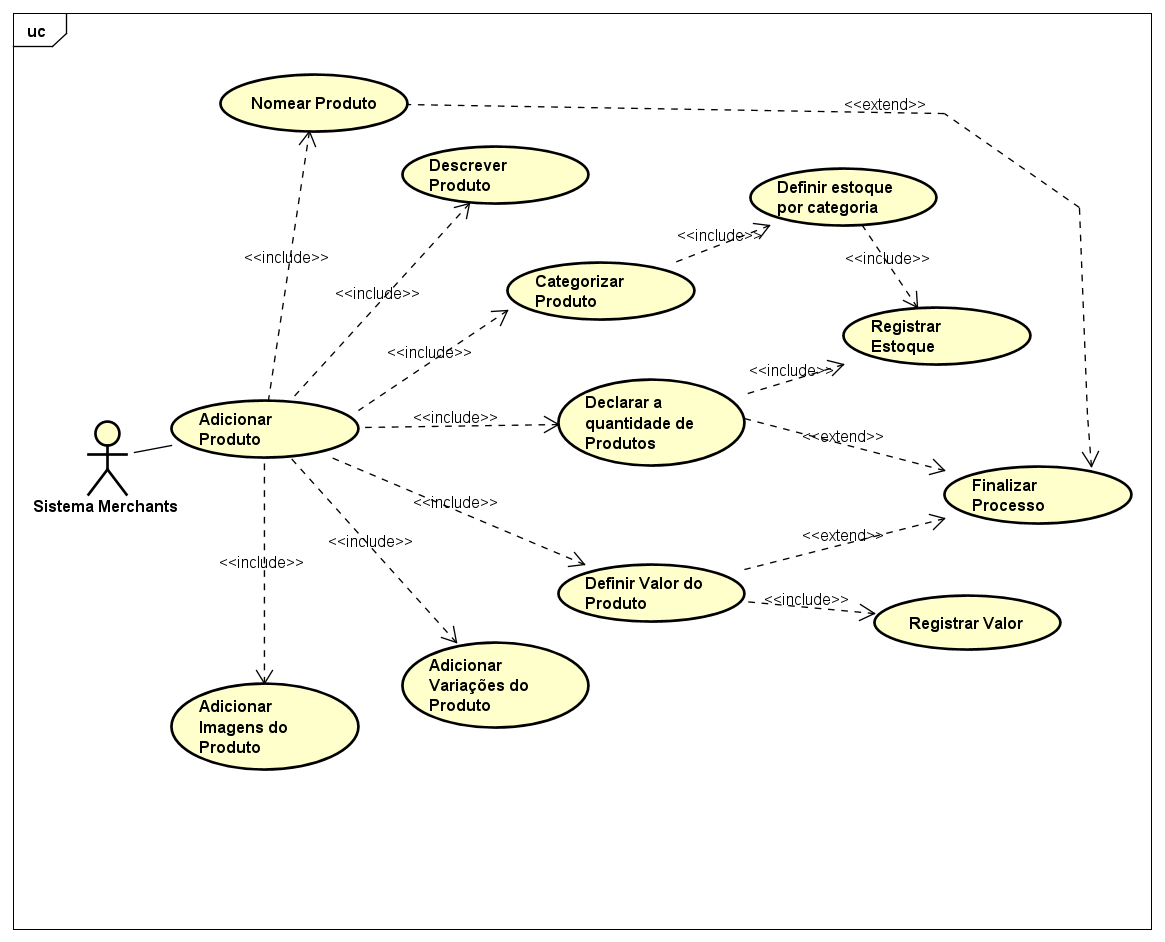 uc
Nomear Produto
<<extend>>
Descrever
Produto
Definir estoque
por categoria
<<include>>
<<include>>
<<include>>
<<include>>
Categorizar
Produto
Registrar
Estoque
<<include>>
<<include>>
Adicionar
Produto
<<include>>
Declarar a
quantidade de
Produtos
<<extend>>
Sistema Merchants
<<include>>
Finalizar
Processo
<<include>>
<<extend>>
<<include>>
Definir Valor do
Produto
<<include>>
Registrar Valor
Adicionar
Variações do
Produto
Adicionar
Imagens do
Produto